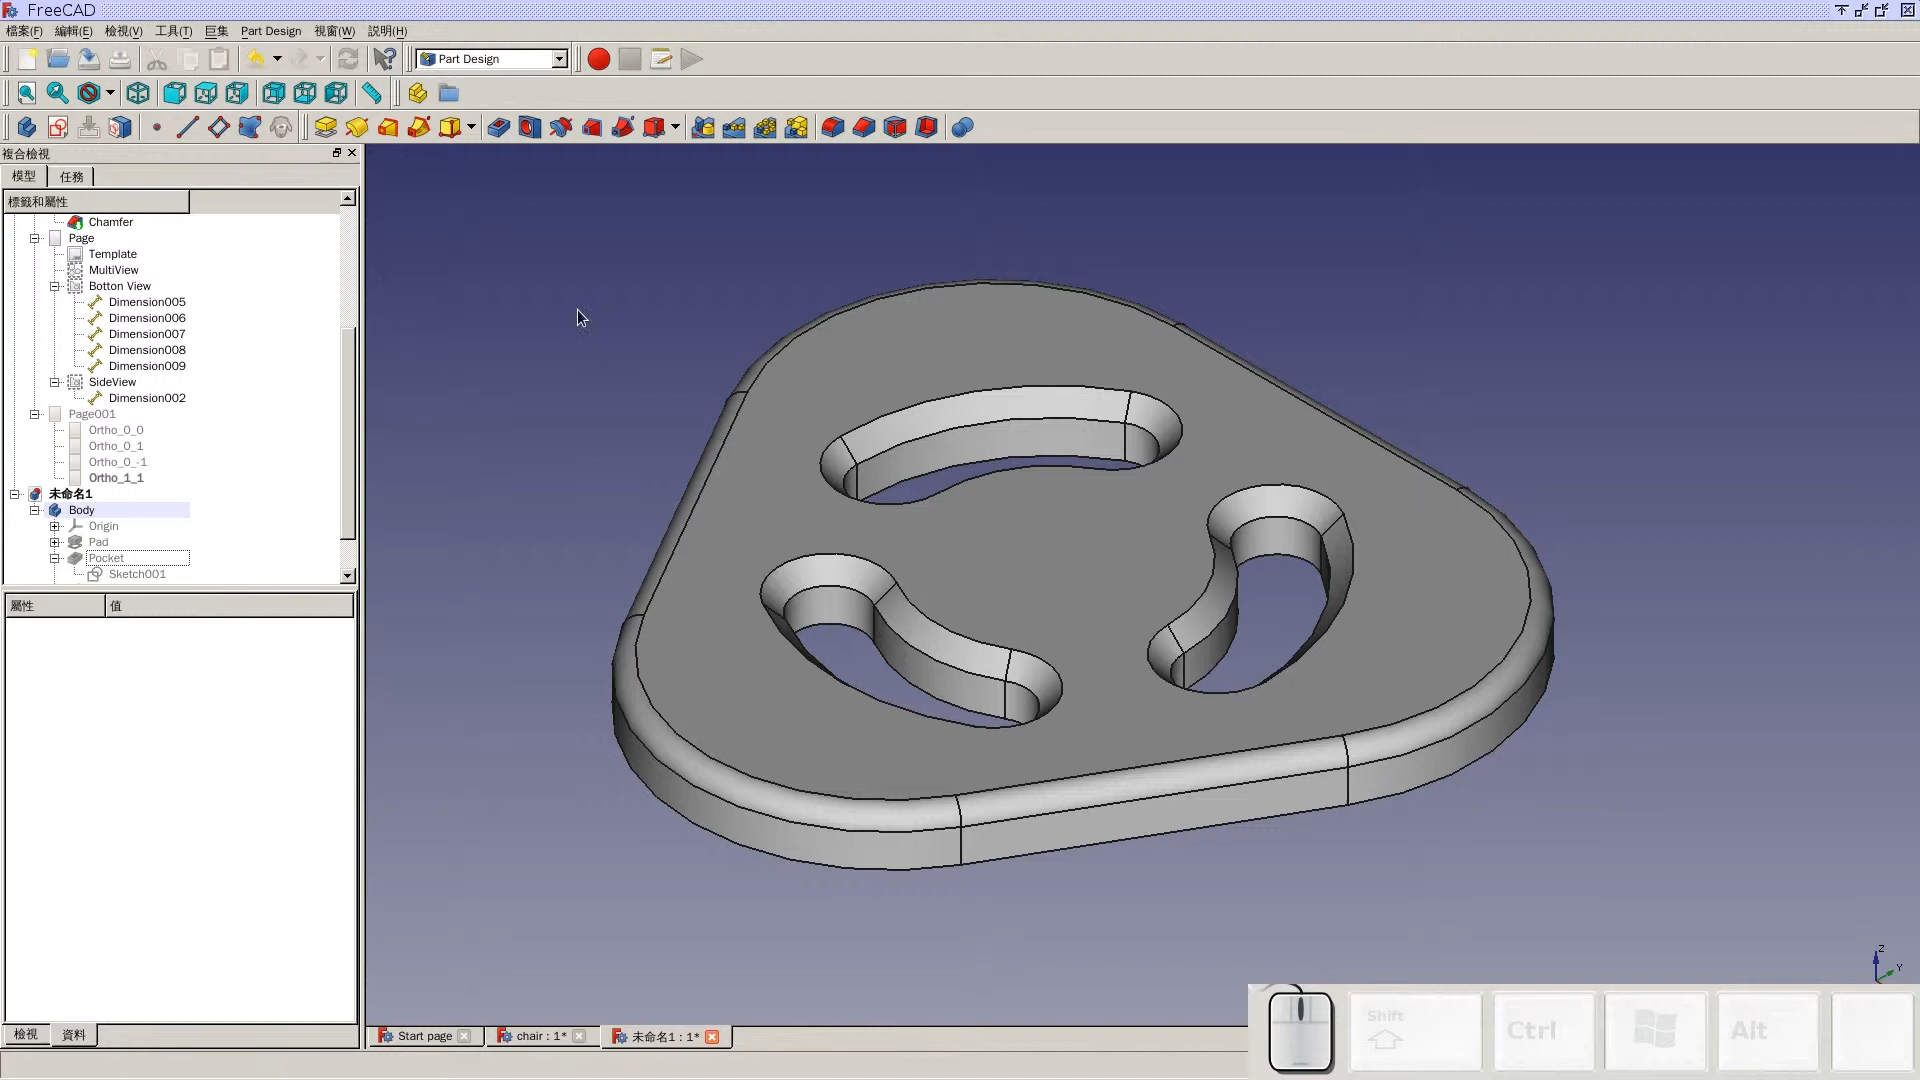 FreeCAD
檔案(F) 編輯(E) 檢視(V) 工具(T) 巨集 Part Design 視窗(W) 說明(H)
Part Design
複合檢視
模型 任務
標籤和屬性
Chamfer
Page
Template
MultiView
Botton View
Dimension005
Dimension006
Dimension007
Dimension008
Dimension009
SideView
Dimension002
Page001
Ortho_0_0
Ortho_0_1
Ortho_0_-1
Ortho_1_1
未命名1
Body
Origin
Pad
Pocket
Sketch001
屬性 值
Z
Y
檢視 資料
Start page chair : 1* 未命名1 : 1*
Shift
Ctrl
Alt